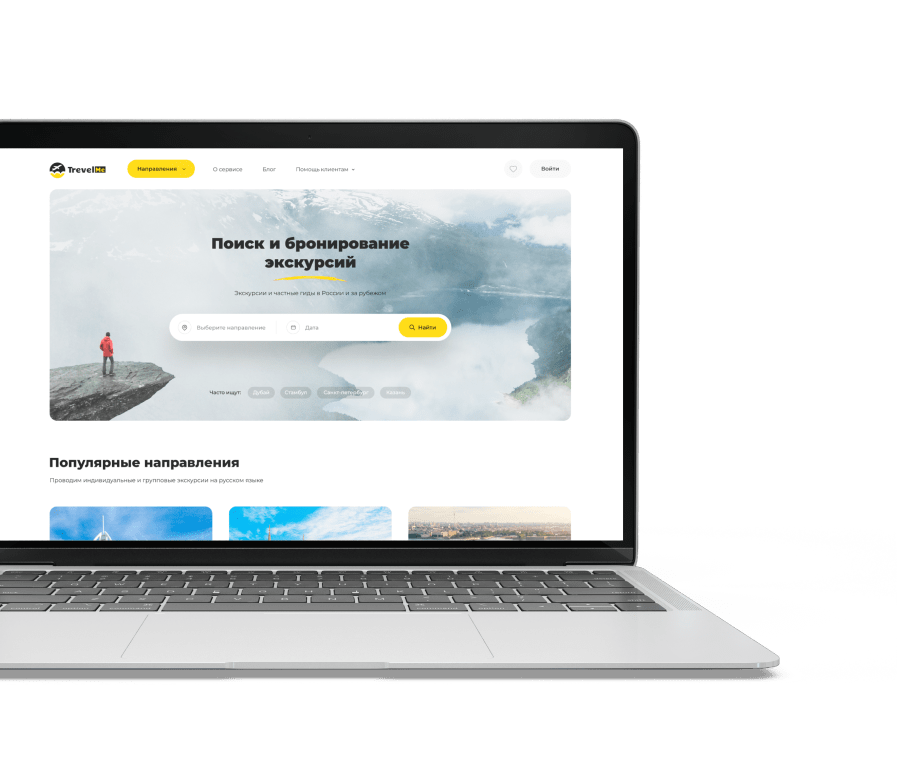 TrevelMe
Направления
О сервисе
Блог
Помощь клиентам
Войти
Поиск и бронирование
экскурсий
Экскурсии и частные гиды в России и за рубежом
Выберите направление
Дата
Найти
Часто ищут:
Дубай
Стамбул
Санкт-петербург
Казань
Популярные направления
Проводим индивидуальные и групповые экскурсии на русском языке